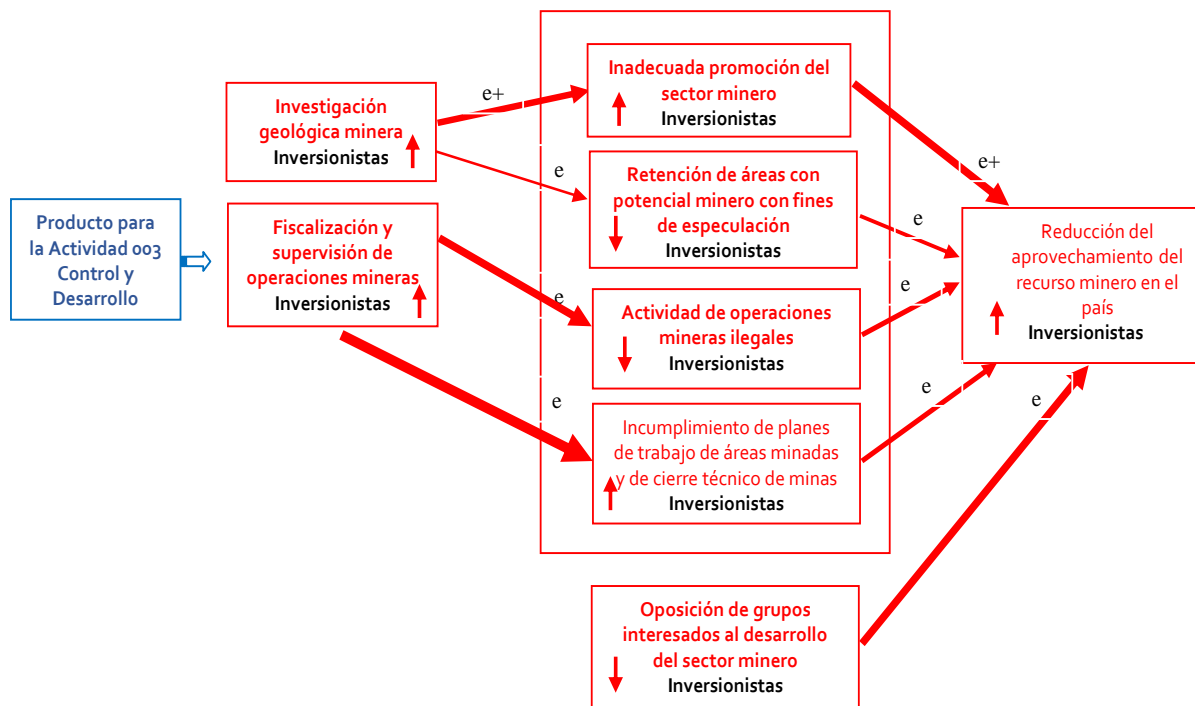 Producto para
la Actividad 003
Control y
Desarrollo
Investigación
geológica minera
Inversionistas
Fiscalización y
supervisión de
operaciones mineras
Inversionistas
e+
e
e
e
Inadecuada promoción del
sector minero
Inversionistas
Retención de áreas con
potencial minero con fines
de especulación
Inversionistas
Actividad de operaciones
mineras ilegales
Inversionistas
Incumplimiento de planes
de trabajo de áreas minadas
y de cierre técnico de minas
Inversionistas
Oposición de grupos
interesados al desarrollo
del sector minero
Inversionistas
e+
e
e
e
e
Reducción del
aprovechamiento del
recurso minero en el
país
Inversionistas